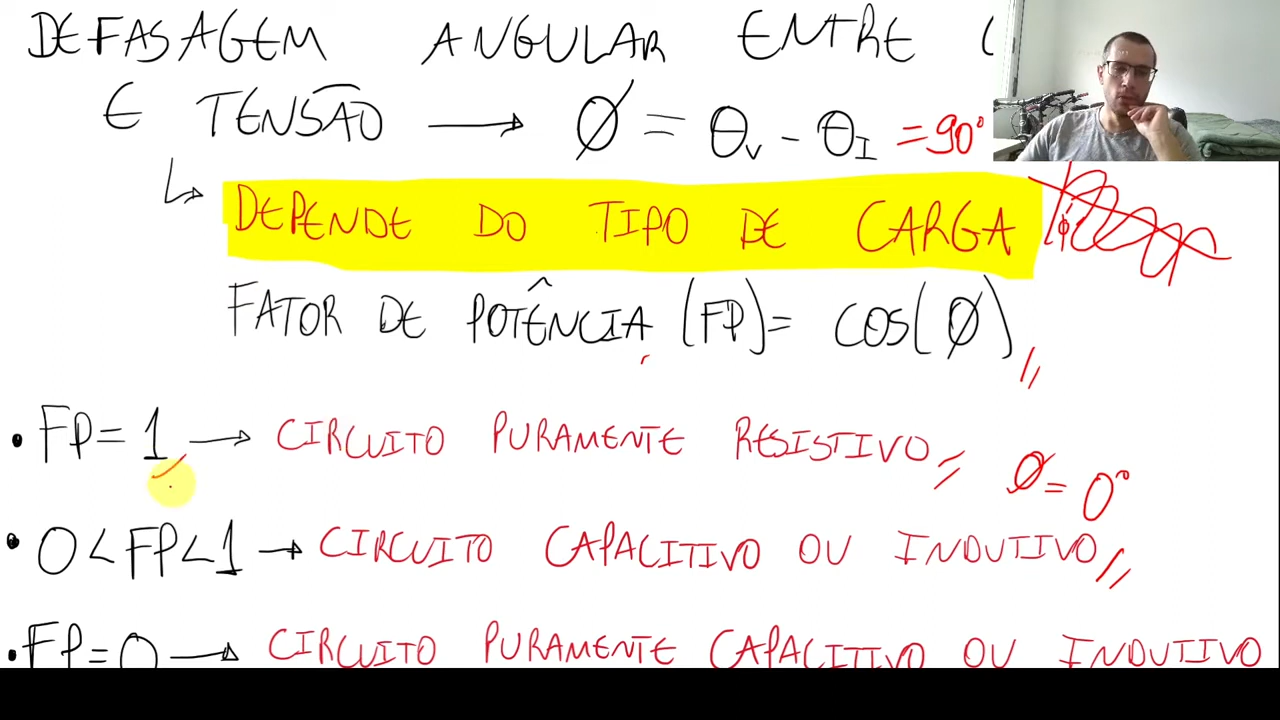 DEFASAGEM ANGULAR ENTRE
E TENSÃO → Ø = θv - θI = 90°
↳ DEPENDE DO TIPO DE CARGA
FATOR DE POTÊNCIA (FP) = COS(Ø)
• FP = 1 → CIRCUITO PURAMENTE RESISTIVO
Ø = 0°
• 0 < FP < 1 → CIRCUITO CAPACITIVO OU INDUTIVO
• FP = 0 → CIRCUITO PURAMENTE CAPACITIVO OU INDUTIVO